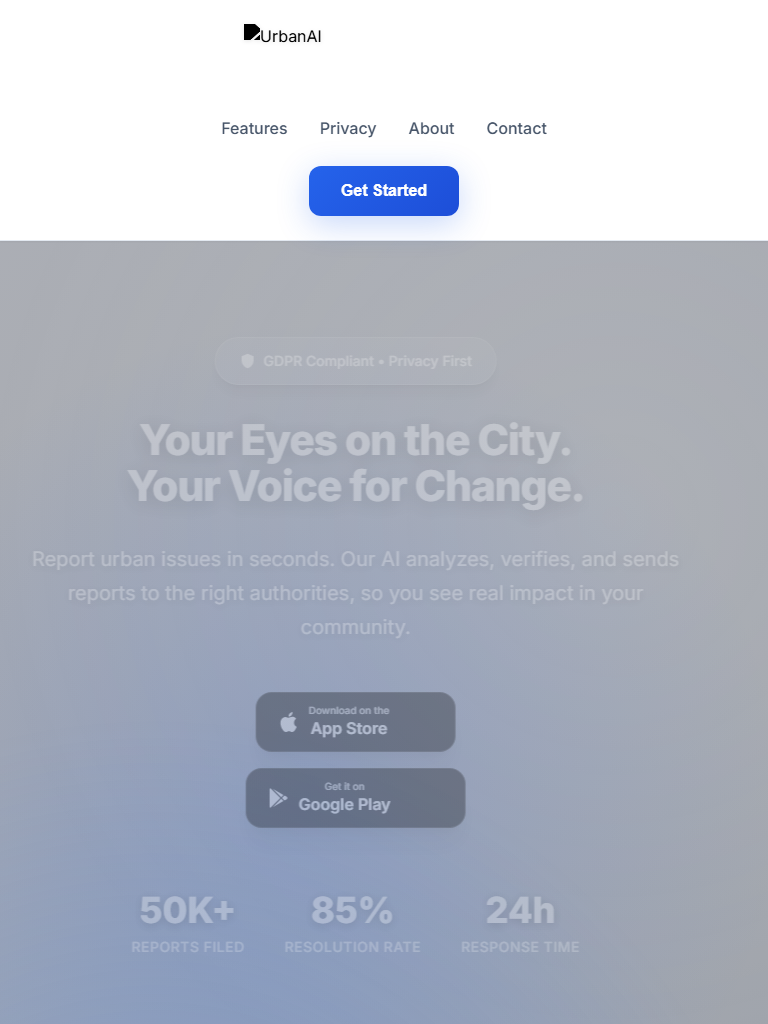 UrbanAI
Features Privacy About Contact
Get Started
GDPR Compliant • Privacy First
Your Eyes on the City.
Your Voice for Change.
Report urban issues in seconds. Our AI analyzes, verifies, and sends
reports to the right authorities, so you see real impact in your
community.
Download on the
App Store
Get it on
Google Play
50K+ 85% 24h
REPORTS FILED RESOLUTION RATE RESPONSE TIME